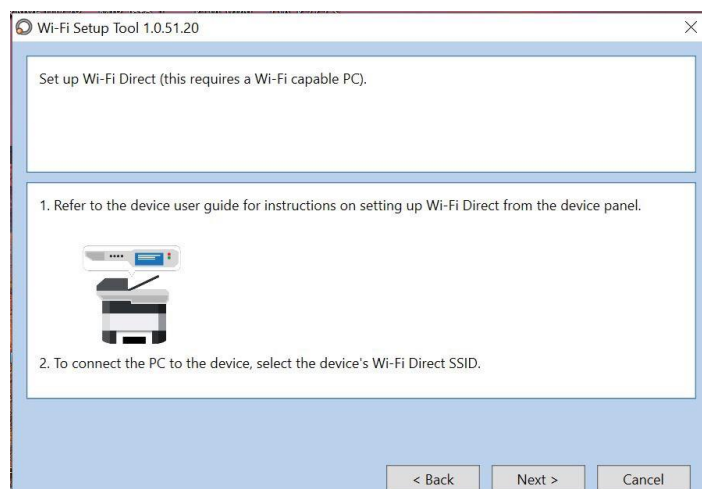 Wi-Fi Setup Tool 1.0.51.20
Set up Wi-Fi Direct (this requires a Wi-Fi capable PC).
1. Refer to the device user guide for instructions on setting up Wi-Fi Direct from the device panel.
2. To connect the PC to the device, select the device's Wi-Fi Direct SSID.
< Back Next > Cancel